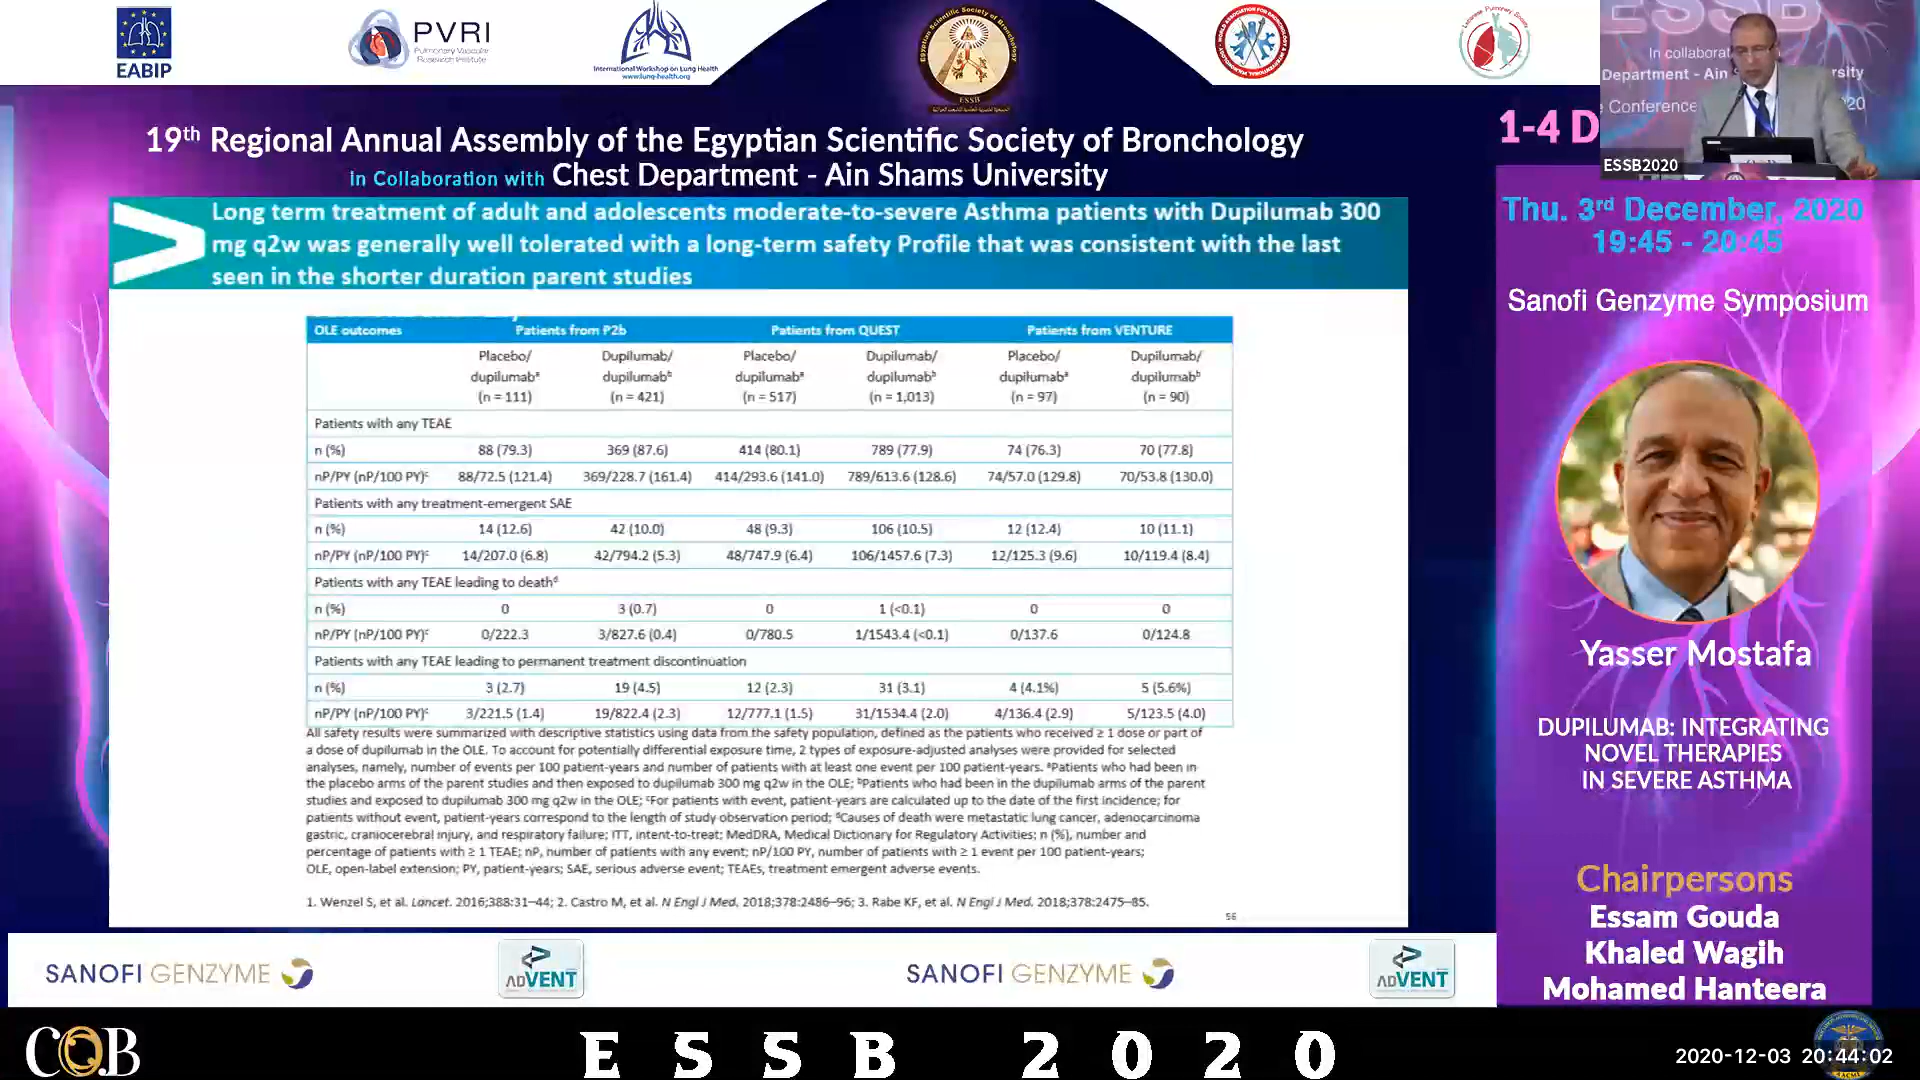 EABIP
PVRI
Pulmonary Vascular
Research Institute
International Workshop on Lung Health
www.lung-health.org
Egyptian Scientific Society of Bronchology
ESSB
Lebanese Pulmonary Society
ESSB
In collabora
Department - Ain S rsity
e Conference 2020
ESSB2020
19th Regional Annual Assembly of the Egyptian Scientific Society of Bronchology
in Collaboration with Chest Department - Ain Shams University
1-4 D
Thu. 3rd December, 2020
19:45 - 20:45
Sanofi Genzyme Symposium
> Long term treatment of adult and adolescents moderate-to-severe Asthma patients with Dupilumab 300
mg q2w was generally well tolerated with a long-term safety Profile that was consistent with the last
seen in the shorter duration parent studies
OLE outcomes Patients from P2b Patients from QUEST Patients from VENTURE
Placebo/ Dupilumab/ Placebo/ Dupilumab/ Placebo/ Dupilumab/
dupilumabᵃ dupilumabᵇ dupilumabᵃ dupilumabᵇ dupilumabᵃ dupilumabᵇ
(n = 111) (n = 421) (n = 517) (n = 1,013) (n = 97) (n = 90)
Patients with any TEAE
n (%) 88 (79.3) 369 (87.6) 414 (80.1) 789 (77.9) 74 (76.3) 70 (77.8)
nP/PY (nP/100 PY)ᶜ 88/72.5 (121.4) 369/228.7 (161.4) 414/293.6 (141.0) 789/613.6 (128.6) 74/57.0 (129.8) 70/53.8 (130.0)
Patients with any treatment-emergent SAE
n (%) 14 (12.6) 42 (10.0) 48 (9.3) 106 (10.5) 12 (12.4) 10 (11.1)
nP/PY (nP/100 PY)ᶜ 14/207.0 (6.8) 42/794.2 (5.3) 48/747.9 (6.4) 106/1457.6 (7.3) 12/125.3 (9.6) 10/119.4 (8.4)
Patients with any TEAE leading to deathᵈ
n (%) 0 3 (0.7) 0 1 (<0.1) 0 0
nP/PY (nP/100 PY)ᶜ 0/222.3 3/827.6 (0.4) 0/780.5 1/1543.4 (<0.1) 0/137.6 0/124.8
Patients with any TEAE leading to permanent treatment discontinuation
n (%) 3 (2.7) 19 (4.5) 12 (2.3) 31 (3.1) 4 (4.1%) 5 (5.6%)
nP/PY (nP/100 PY)ᶜ 3/221.5 (1.4) 19/822.4 (2.3) 12/777.1 (1.5) 31/1534.4 (2.0) 4/136.4 (2.9) 5/123.5 (4.0)
All safety results were summarized with descriptive statistics using data from the safety population, defined as the patients who received ≥ 1 dose or part of
a dose of dupilumab in the OLE. To account for potentially differential exposure time, 2 types of exposure-adjusted analyses were provided for selected
analyses, namely, number of events per 100 patient-years and number of patients with at least one event per 100 patient-years. ᵃPatients who had been in
the placebo arms of the parent studies and then exposed to dupilumab 300 mg q2w in the OLE; ᵇPatients who had been in the dupilumab arms of the parent
studies and exposed to dupilumab 300 mg q2w in the OLE; ᶜFor patients with event, patient-years are calculated up to the date of the first incidence; for
patients without event, patient-years correspond to the length of study observation period; ᵈCauses of death were metastatic lung cancer, adenocarcinoma
gastric, craniocerebral injury, and respiratory failure; ITT, intent-to-treat; MedDRA, Medical Dictionary for Regulatory Activities; n (%), number and
percentage of patients with ≥ 1 TEAE; nP, number of patients with any event; nP/100 PY, number of patients with ≥ 1 event per 100 patient-years;
OLE, open-label extension; PY, patient-years; SAE, serious adverse event; TEAEs, treatment emergent adverse events.
1. Wenzel S, et al. Lancet. 2016;388:31–44; 2. Castro M, et al. N Engl J Med. 2018;378:2486–96; 3. Rabe KF, et al. N Engl J Med. 2018;378:2475–85.
56
Yasser Mostafa
DUPILUMAB: INTEGRATING
NOVEL THERAPIES
IN SEVERE ASTHMA
Chairpersons
Essam Gouda
Khaled Wagih
Mohamed Hanteera
SANOFI GENZYME ADVENT SANOFI GENZYME ADVENT
COB
ESSB 2020
2020-12-03 20:44:02